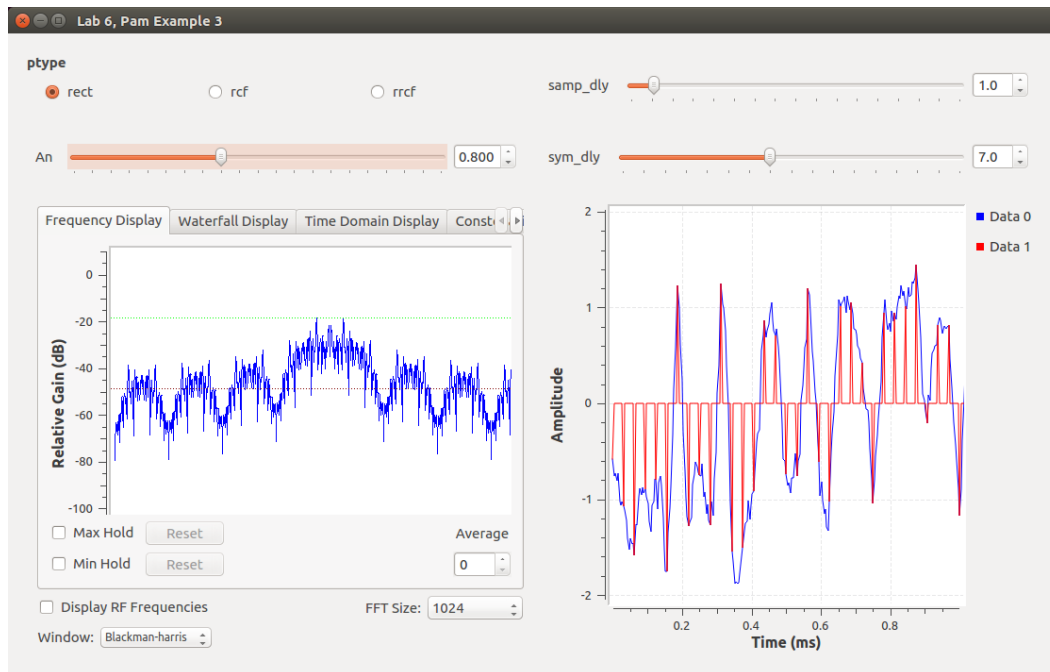 Lab 6, Pam Example 3
ptype
rect
rcf
rrcf
samp_dly
1.0
An
0.800
sym_dly
7.0
Frequency Display
Waterfall Display
Time Domain Display
Relative Gain (dB)
0
-20
-40
-60
-80
-100
Max Hold
Reset
Average
Min Hold
Reset
0
Display RF Frequencies
FFT Size:
1024
Window:
Blackman-harris
Amplitude
2
1
0
-1
-2
0.2
0.4
0.6
0.8
Time (ms)
Data 0
Data 1